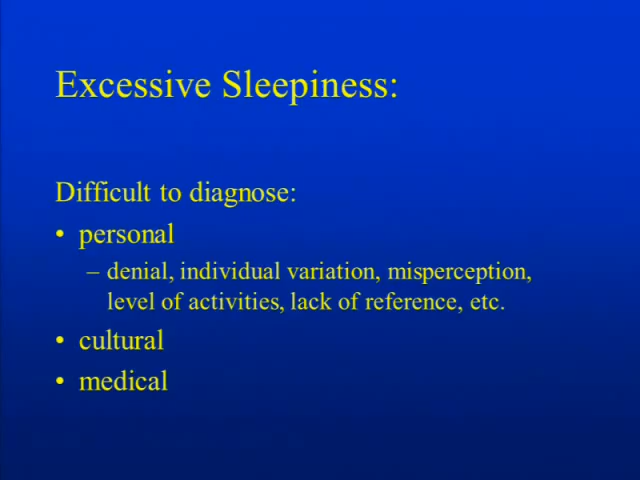 Excessive Sleepiness:
Difficult to diagnose:
• personal
– denial, individual variation, misperception,
level of activities, lack of reference, etc.
• cultural
• medical